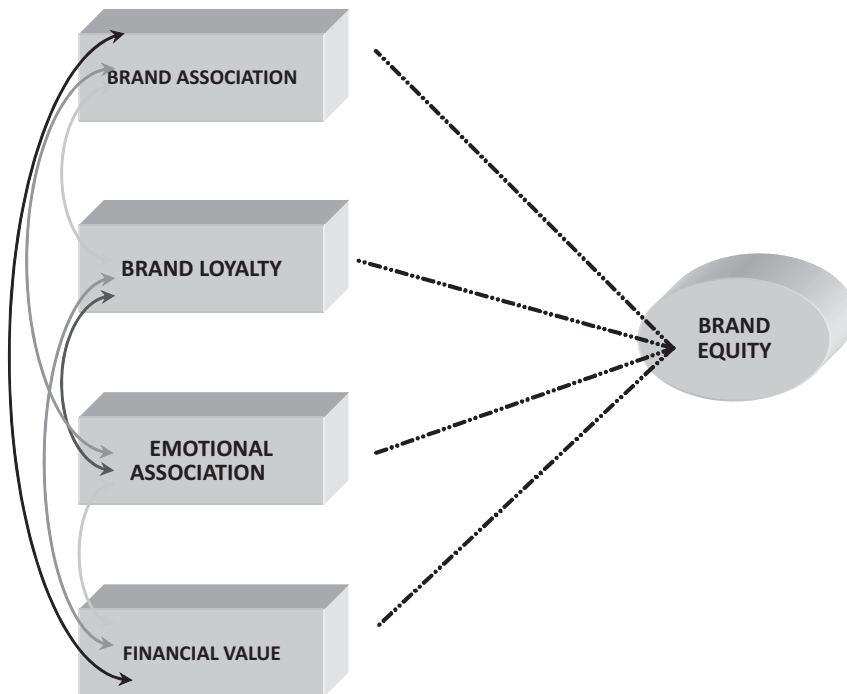 BRAND ASSOCIATION
BRAND LOYALTY
BRAND
EQUITY
EMOTIONAL
ASSOCIATION
FINANCIAL VALUE